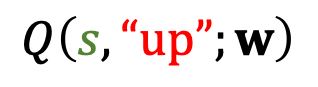 Q(s, “up”; w)